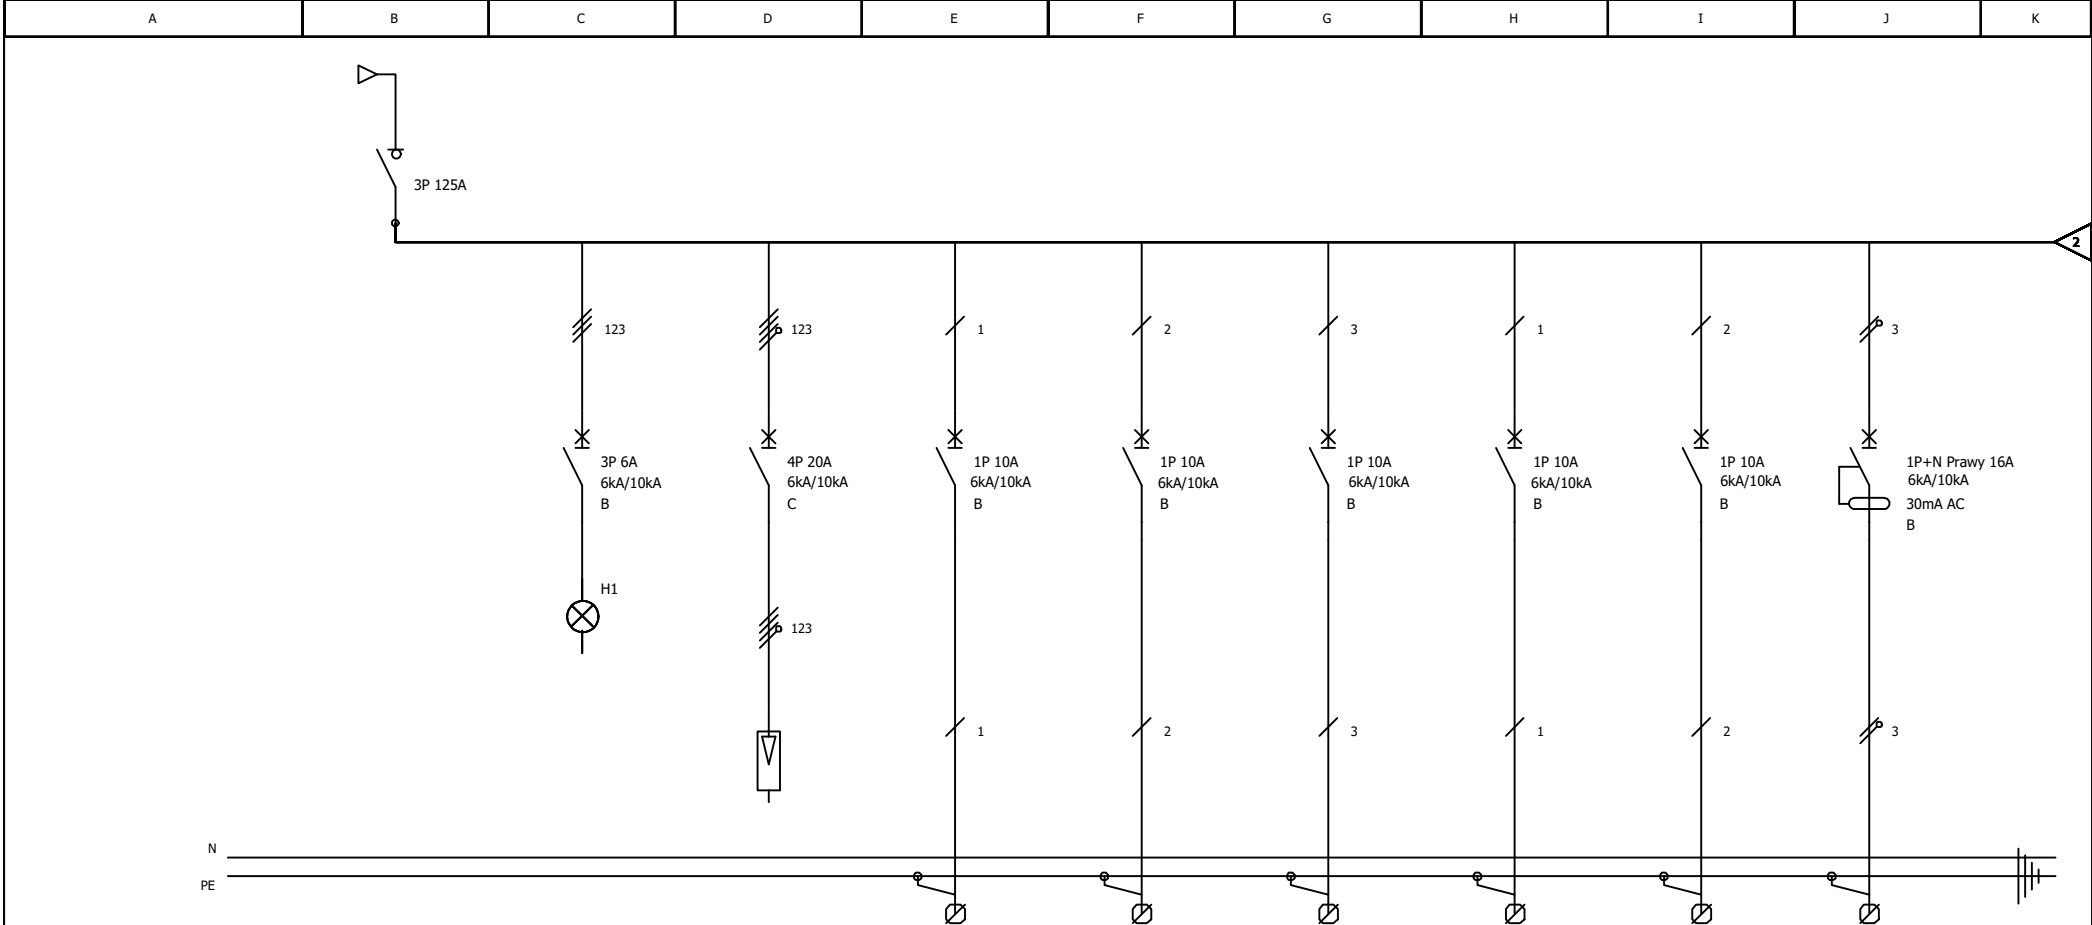 A B C D E F G H I J K
3P 125A
2
123 123 1 2 3 1 2 3
3P 6A 4P 20A 1P 10A 1P 10A 1P 10A 1P 10A 1P 10A 1P+N Prawy 16A
6kA/10kA 6kA/10kA 6kA/10kA 6kA/10kA 6kA/10kA 6kA/10kA 6kA/10kA 6kA/10kA
B C B B B B B 30mA AC
B
H1
123
1 2 3 1 2 3
N
PE